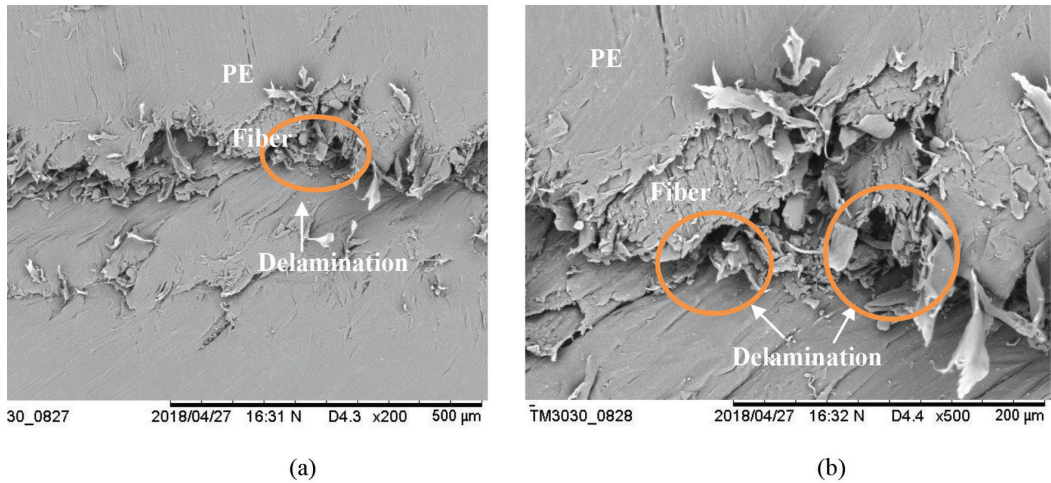 PE
Fiber
Delamination
30_0827 2018/04/27 16:31 N D4.3 x200 500 µm
(a)
PE
Fiber
Delamination
TM3030_0828 2018/04/27 16:32 N D4.4 x500 200 µm
(b)